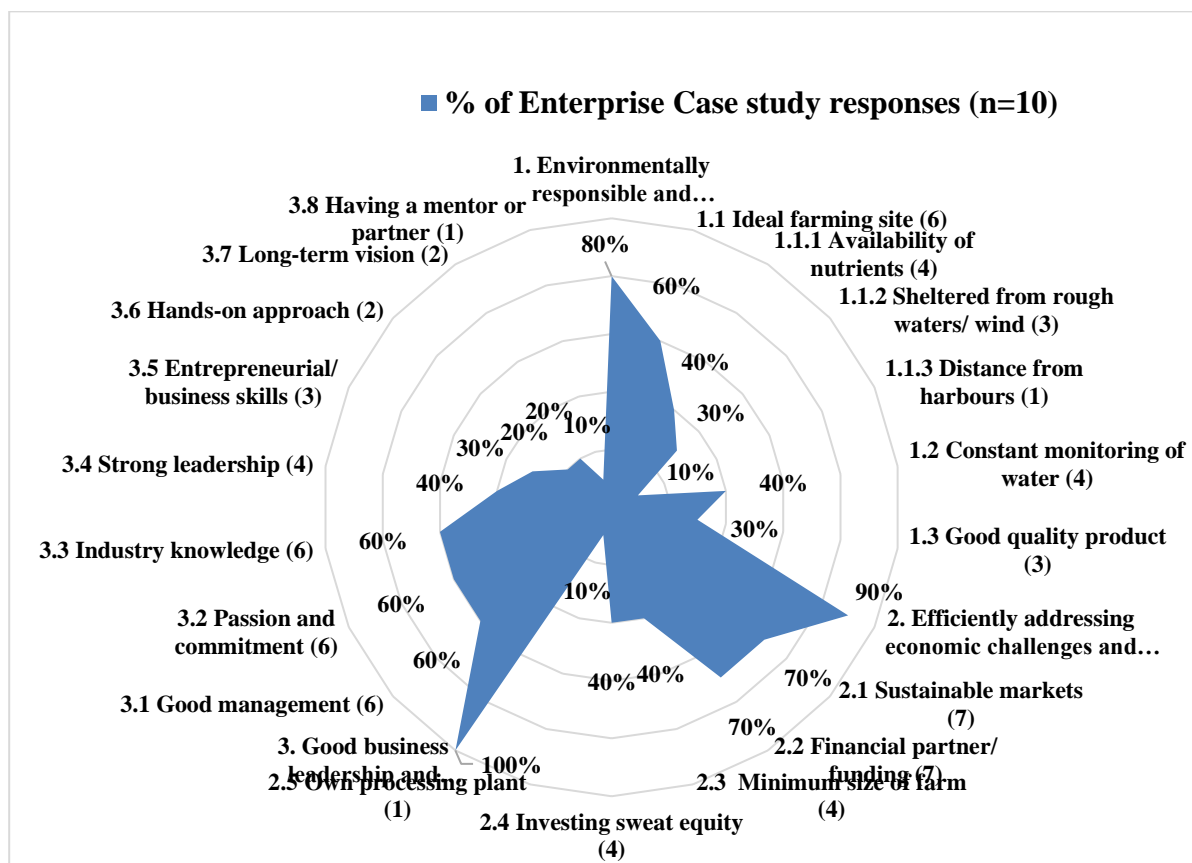 % of Enterprise Case study responses (n=10)
1. Environmentally
responsible and…
1.1 Ideal farming site (6)
1.1.1 Availability of
nutrients (4)
1.1.2 Sheltered from rough
waters/ wind (3)
1.1.3 Distance from
harbours (1)
1.2 Constant monitoring of
water (4)
1.3 Good quality product
(3)
2. Efficiently addressing
economic challenges and…
2.1 Sustainable markets
(7)
2.2 Financial partner/
funding (7)
2.3 Minimum size of farm
(4)
2.4 Investing sweat equity
(4)
2.5 Own processing plant
(1)
3. Good business
leadership and…
3.1 Good management (6)
3.2 Passion and
commitment (6)
3.3 Industry knowledge (6)
3.4 Strong leadership (4)
3.5 Entrepreneurial/
business skills (3)
3.6 Hands-on approach (2)
3.7 Long-term vision (2)
3.8 Having a mentor or
partner (1)
80%
60%
40%
30%
10%
40%
30%
90%
70%
70%
40%
40%
10%
100%
60%
60%
60%
40%
30%
20%
20%
10%